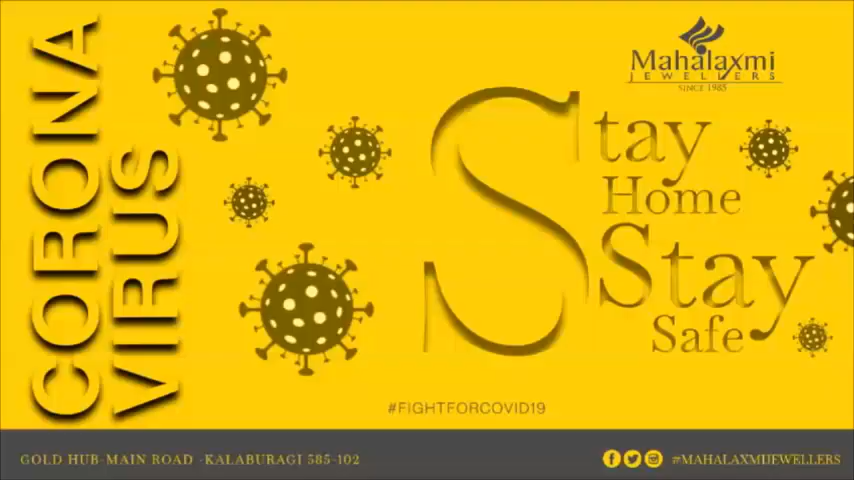 CORONA
VIRUS
Mahalaxmi
JEWELLERS
SINCE 1985
Stay
Home
Stay
Safe
#FIGHTFORCOVID19
GOLD HUB-MAIN ROAD -KALABURAGI 585-102
#MAHALAXMIJEWELLERS